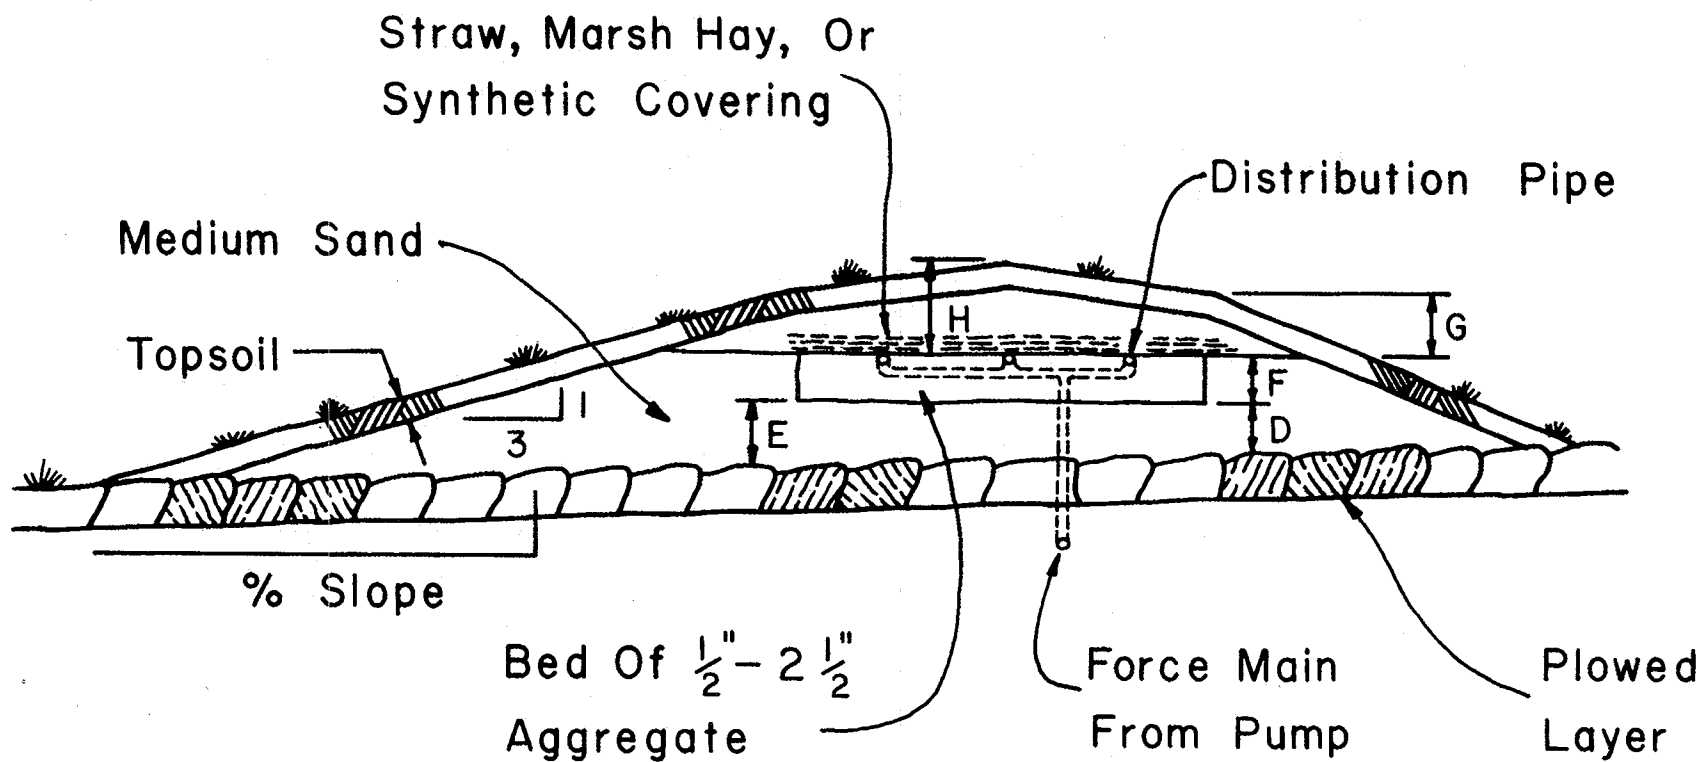 Straw, Marsh Hay, Or
Synthetic Covering
Distribution Pipe
Medium Sand
H
G
Topsoil
F
1
3
E
D
% Slope
Bed Of 1/2" - 2 1/2"
Aggregate
Force Main
From Pump
Plowed
Layer